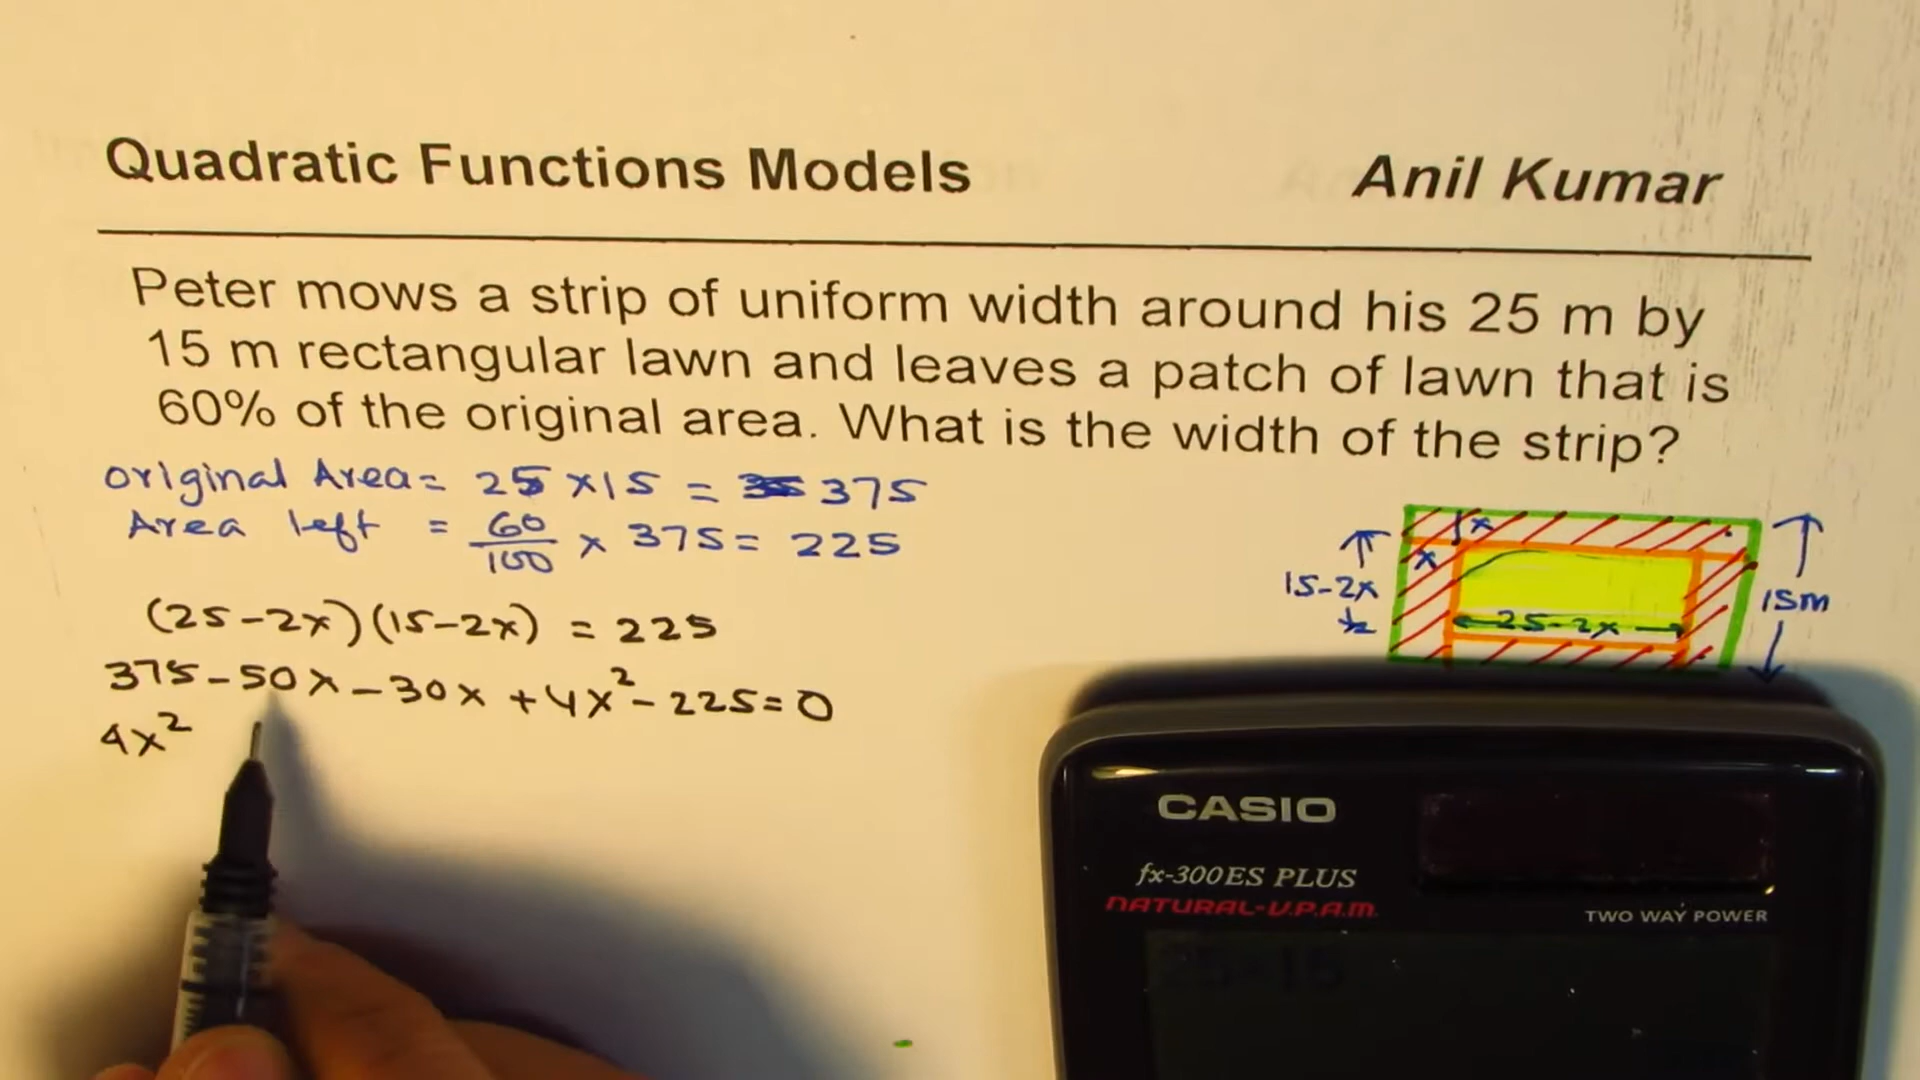 Quadratic Functions Models
Anil Kumar
Peter mows a strip of uniform width around his 25 m by
15 m rectangular lawn and leaves a patch of lawn that is
60% of the original area. What is the width of the strip?
original Area = 25 × 15 = 375
Area left = 60/100 × 375 = 225
(25-2x)(15-2x) = 225
375 - 50x - 30x + 4x² - 225 = 0
4x²
x
x
15-2x
25-2x
15m
CASIO
fx-300ES PLUS
NATURAL-V.P.A.M.
TWO WAY POWER
25×15